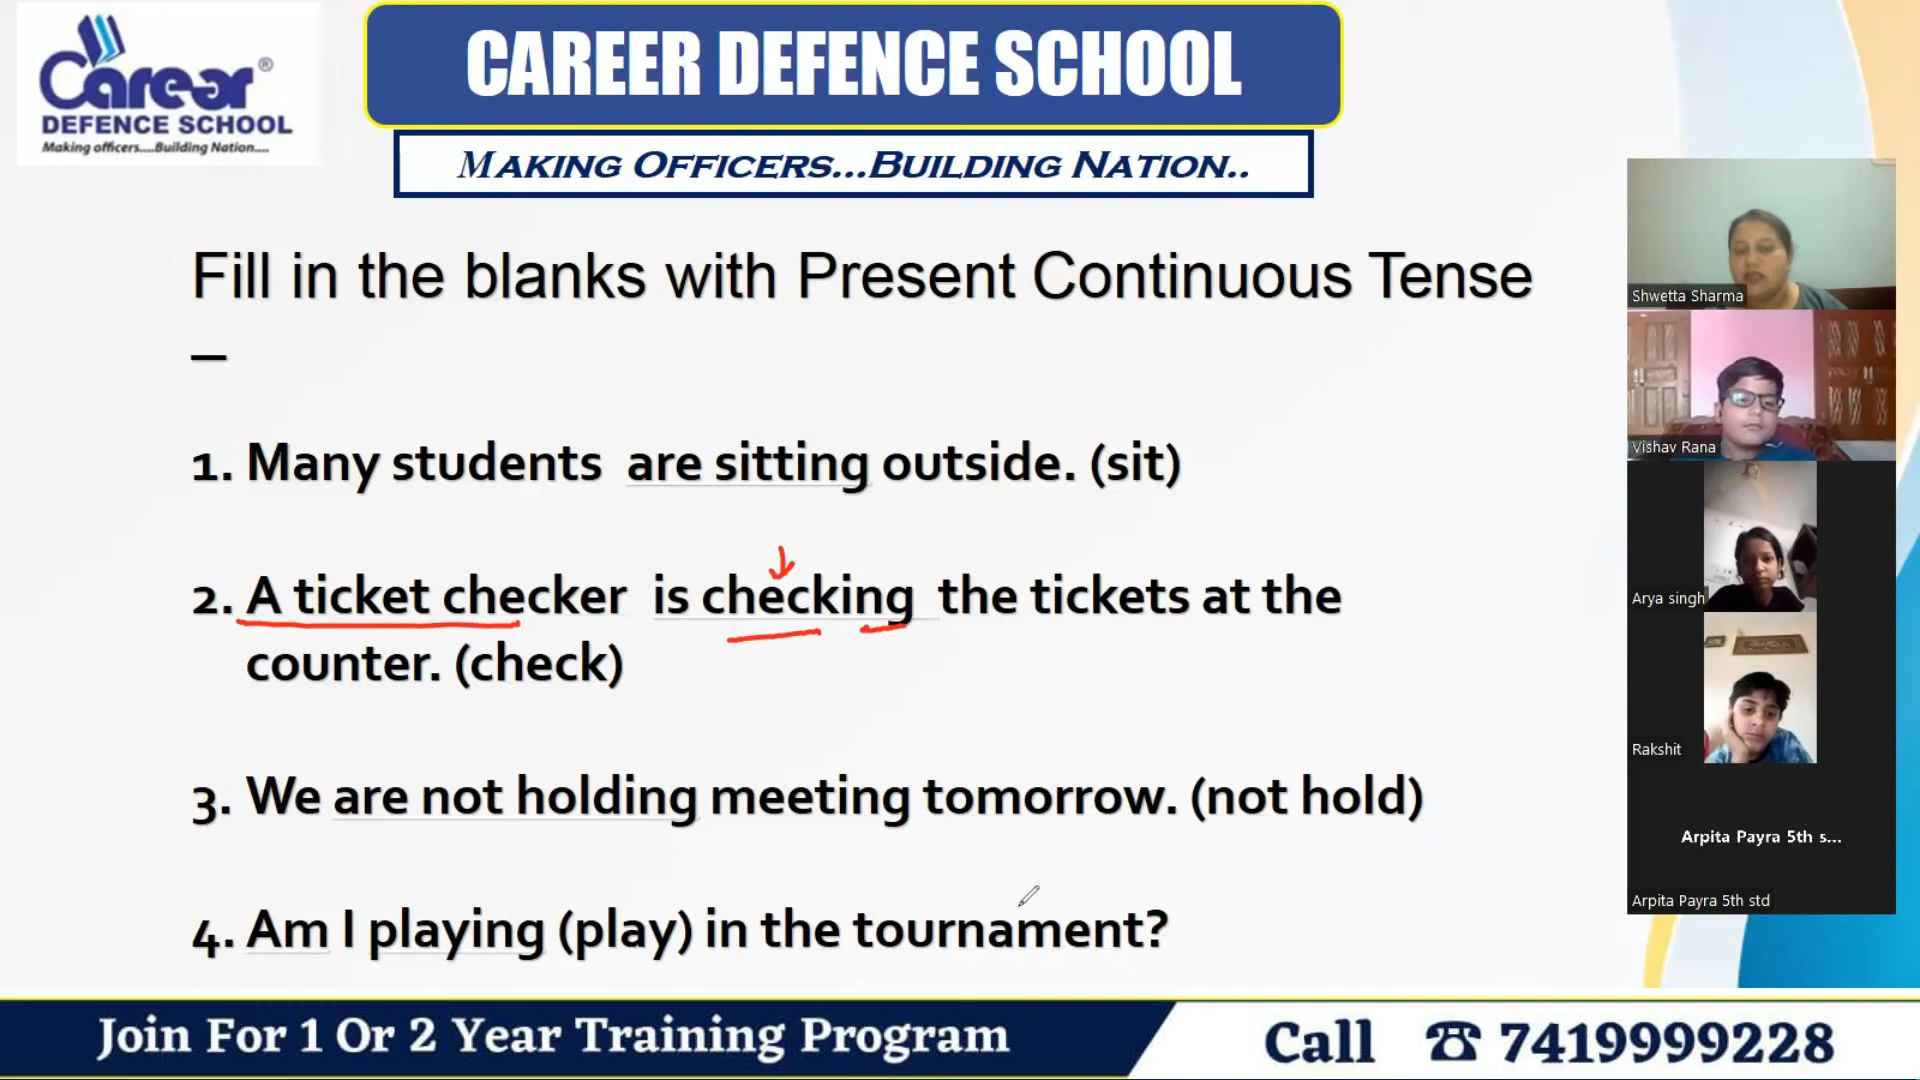 Career®
DEFENCE SCHOOL
Making officers....Building Nation....
CAREER DEFENCE SCHOOL
MAKING OFFICERS...BUILDING NATION..
Fill in the blanks with Present Continuous Tense
–
1. Many students are sitting outside. (sit)
2. A ticket checker is checking the tickets at the
counter. (check)
3. We are not holding meeting tomorrow. (not hold)
4. Am I playing (play) in the tournament?
Shwetta Sharma
Vishav Rana
Arya singh
Rakshit
Arpita Payra 5th s...
Arpita Payra 5th std
Join For 1 Or 2 Year Training Program
Call ☎ 7419999228